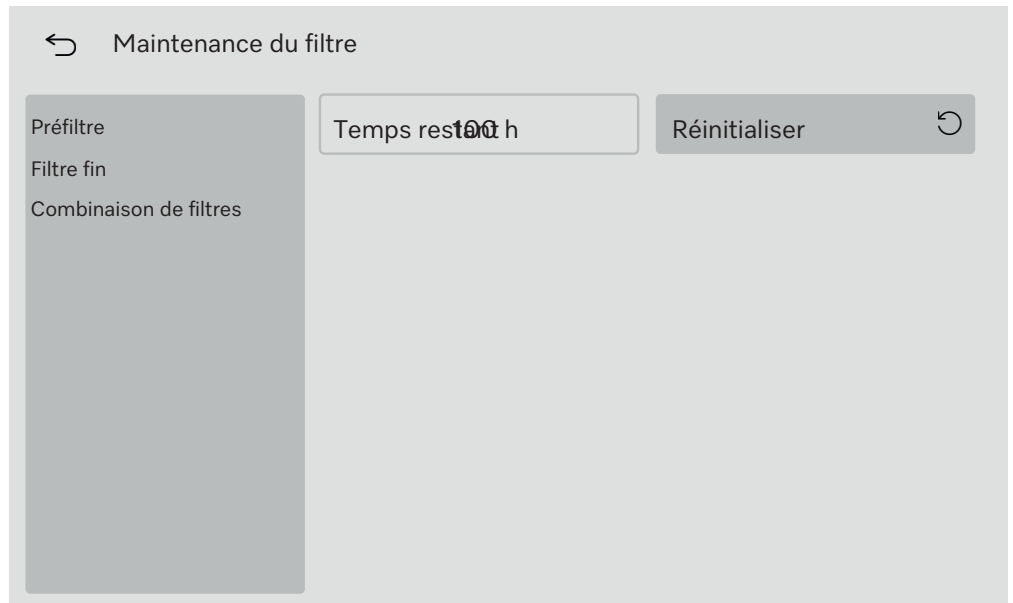 Maintenance du filtre
Préfiltre
Filtre fin
Combinaison de filtres
Temps restant 100 h
Réinitialiser